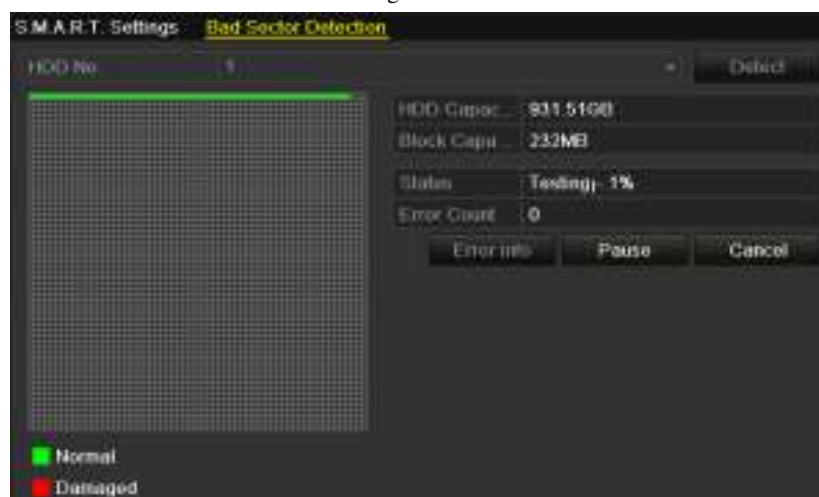 S.M.A.R.T. Settings Bad Sector Detection
HDD No. 1 Detect
HDD Capac... 931.51GB
Block Capa... 232MB
Status Testing 1%
Error Count 0
Error info Pause Cancel
Normal
Damaged